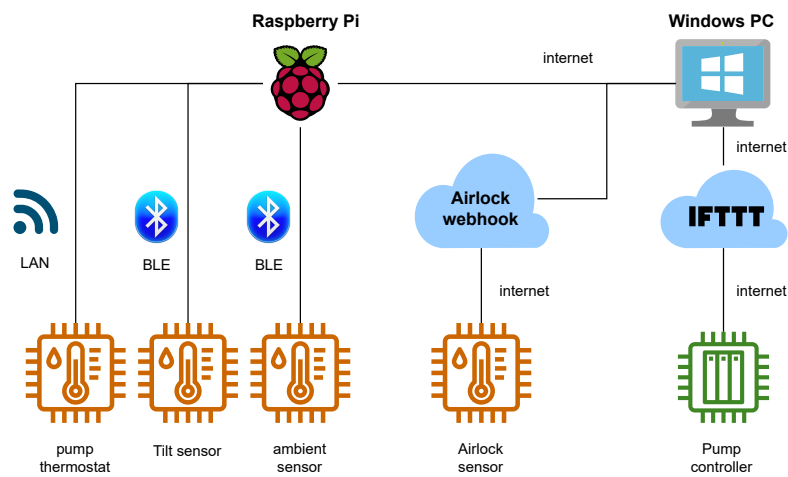 Raspberry Pi
Windows PC
internet
internet
Airlock
webhook
IFTTT
LAN
BLE
BLE
internet
internet
pump
thermostat
Tilt sensor
ambient
sensor
Airlock
sensor
Pump
controller